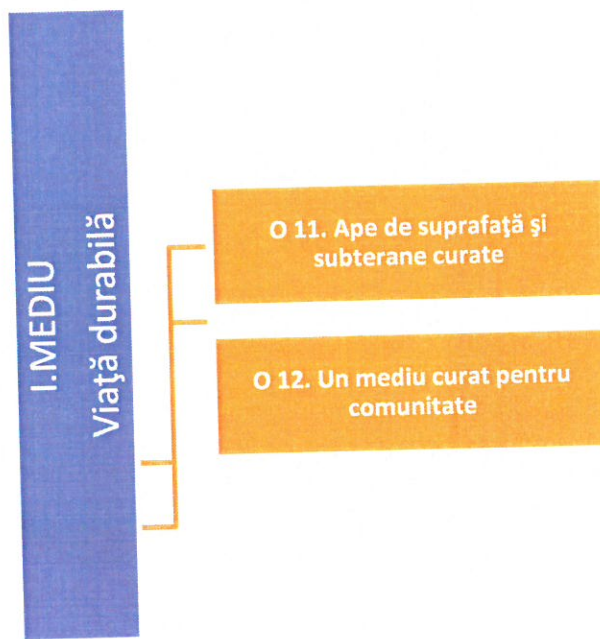 I.MEDIU
Viaţă durabilă
O 11. Ape de suprafaţă şi
subterane curate
O 12. Un mediu curat pentru
comunitate